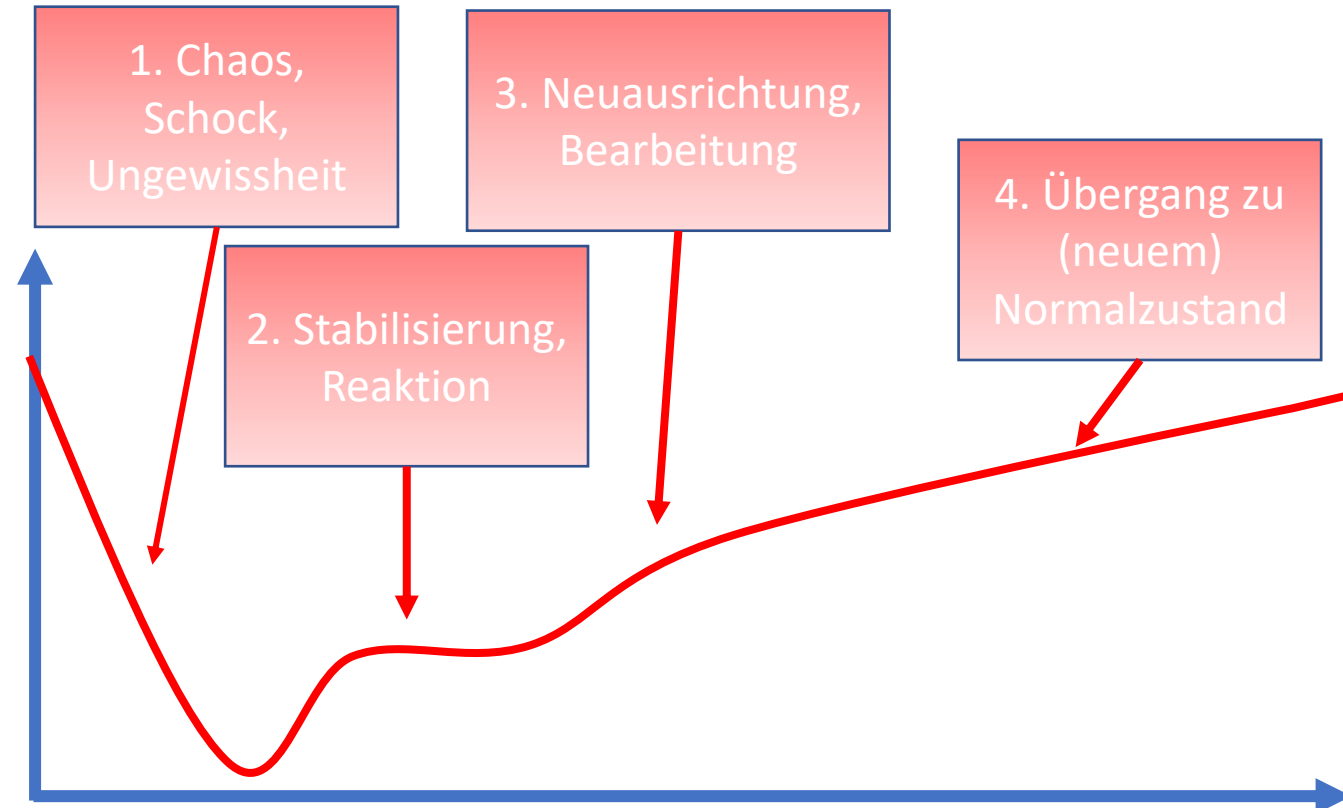 1. Chaos,
Schock,
Ungewissheit
2. Stabilisierung,
Reaktion
3. Neuausrichtung,
Bearbeitung
4. Übergang zu
(neuem)
Normalzustand